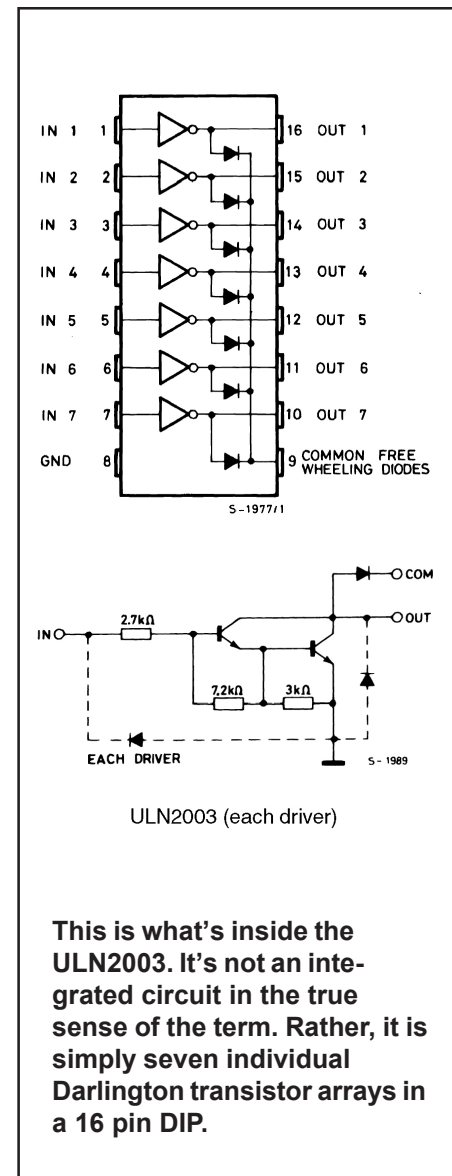 IN 1 1 16 OUT 1
IN 2 2 15 OUT 2
IN 3 3 14 OUT 3
IN 4 4 13 OUT 4
IN 5 5 12 OUT 5
IN 6 6 11 OUT 6
IN 7 7 10 OUT 7
GND 8 9 COMMON FREE
WHEELING DIODES
S-1977/1
COM
2.7kΩ
IN OUT
7.2kΩ 3kΩ
EACH DRIVER S-1989
ULN2003 (each driver)
This is what's inside the
ULN2003. It's not an inte-
grated circuit in the true
sense of the term. Rather, it is
simply seven individual
Darlington transistor arrays in
a 16 pin DIP.